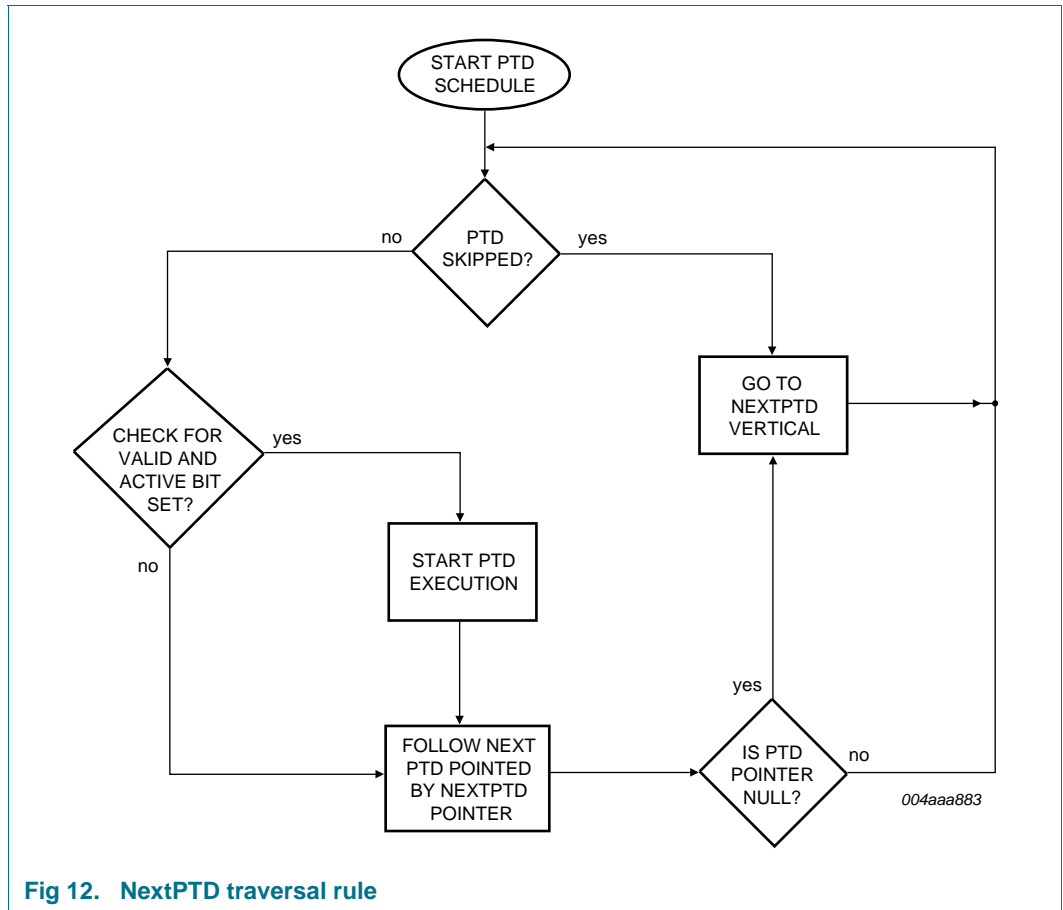 START PTD
SCHEDULE
PTD
SKIPPED?
no
yes
GO TO
NEXTPTD
VERTICAL
CHECK FOR
VALID AND
ACTIVE BIT
SET?
yes
no
START PTD
EXECUTION
FOLLOW NEXT
PTD POINTED
BY NEXTPTD
POINTER
yes
IS PTD
POINTER
NULL?
no
004aaa883
Fig 12. NextPTD traversal rule